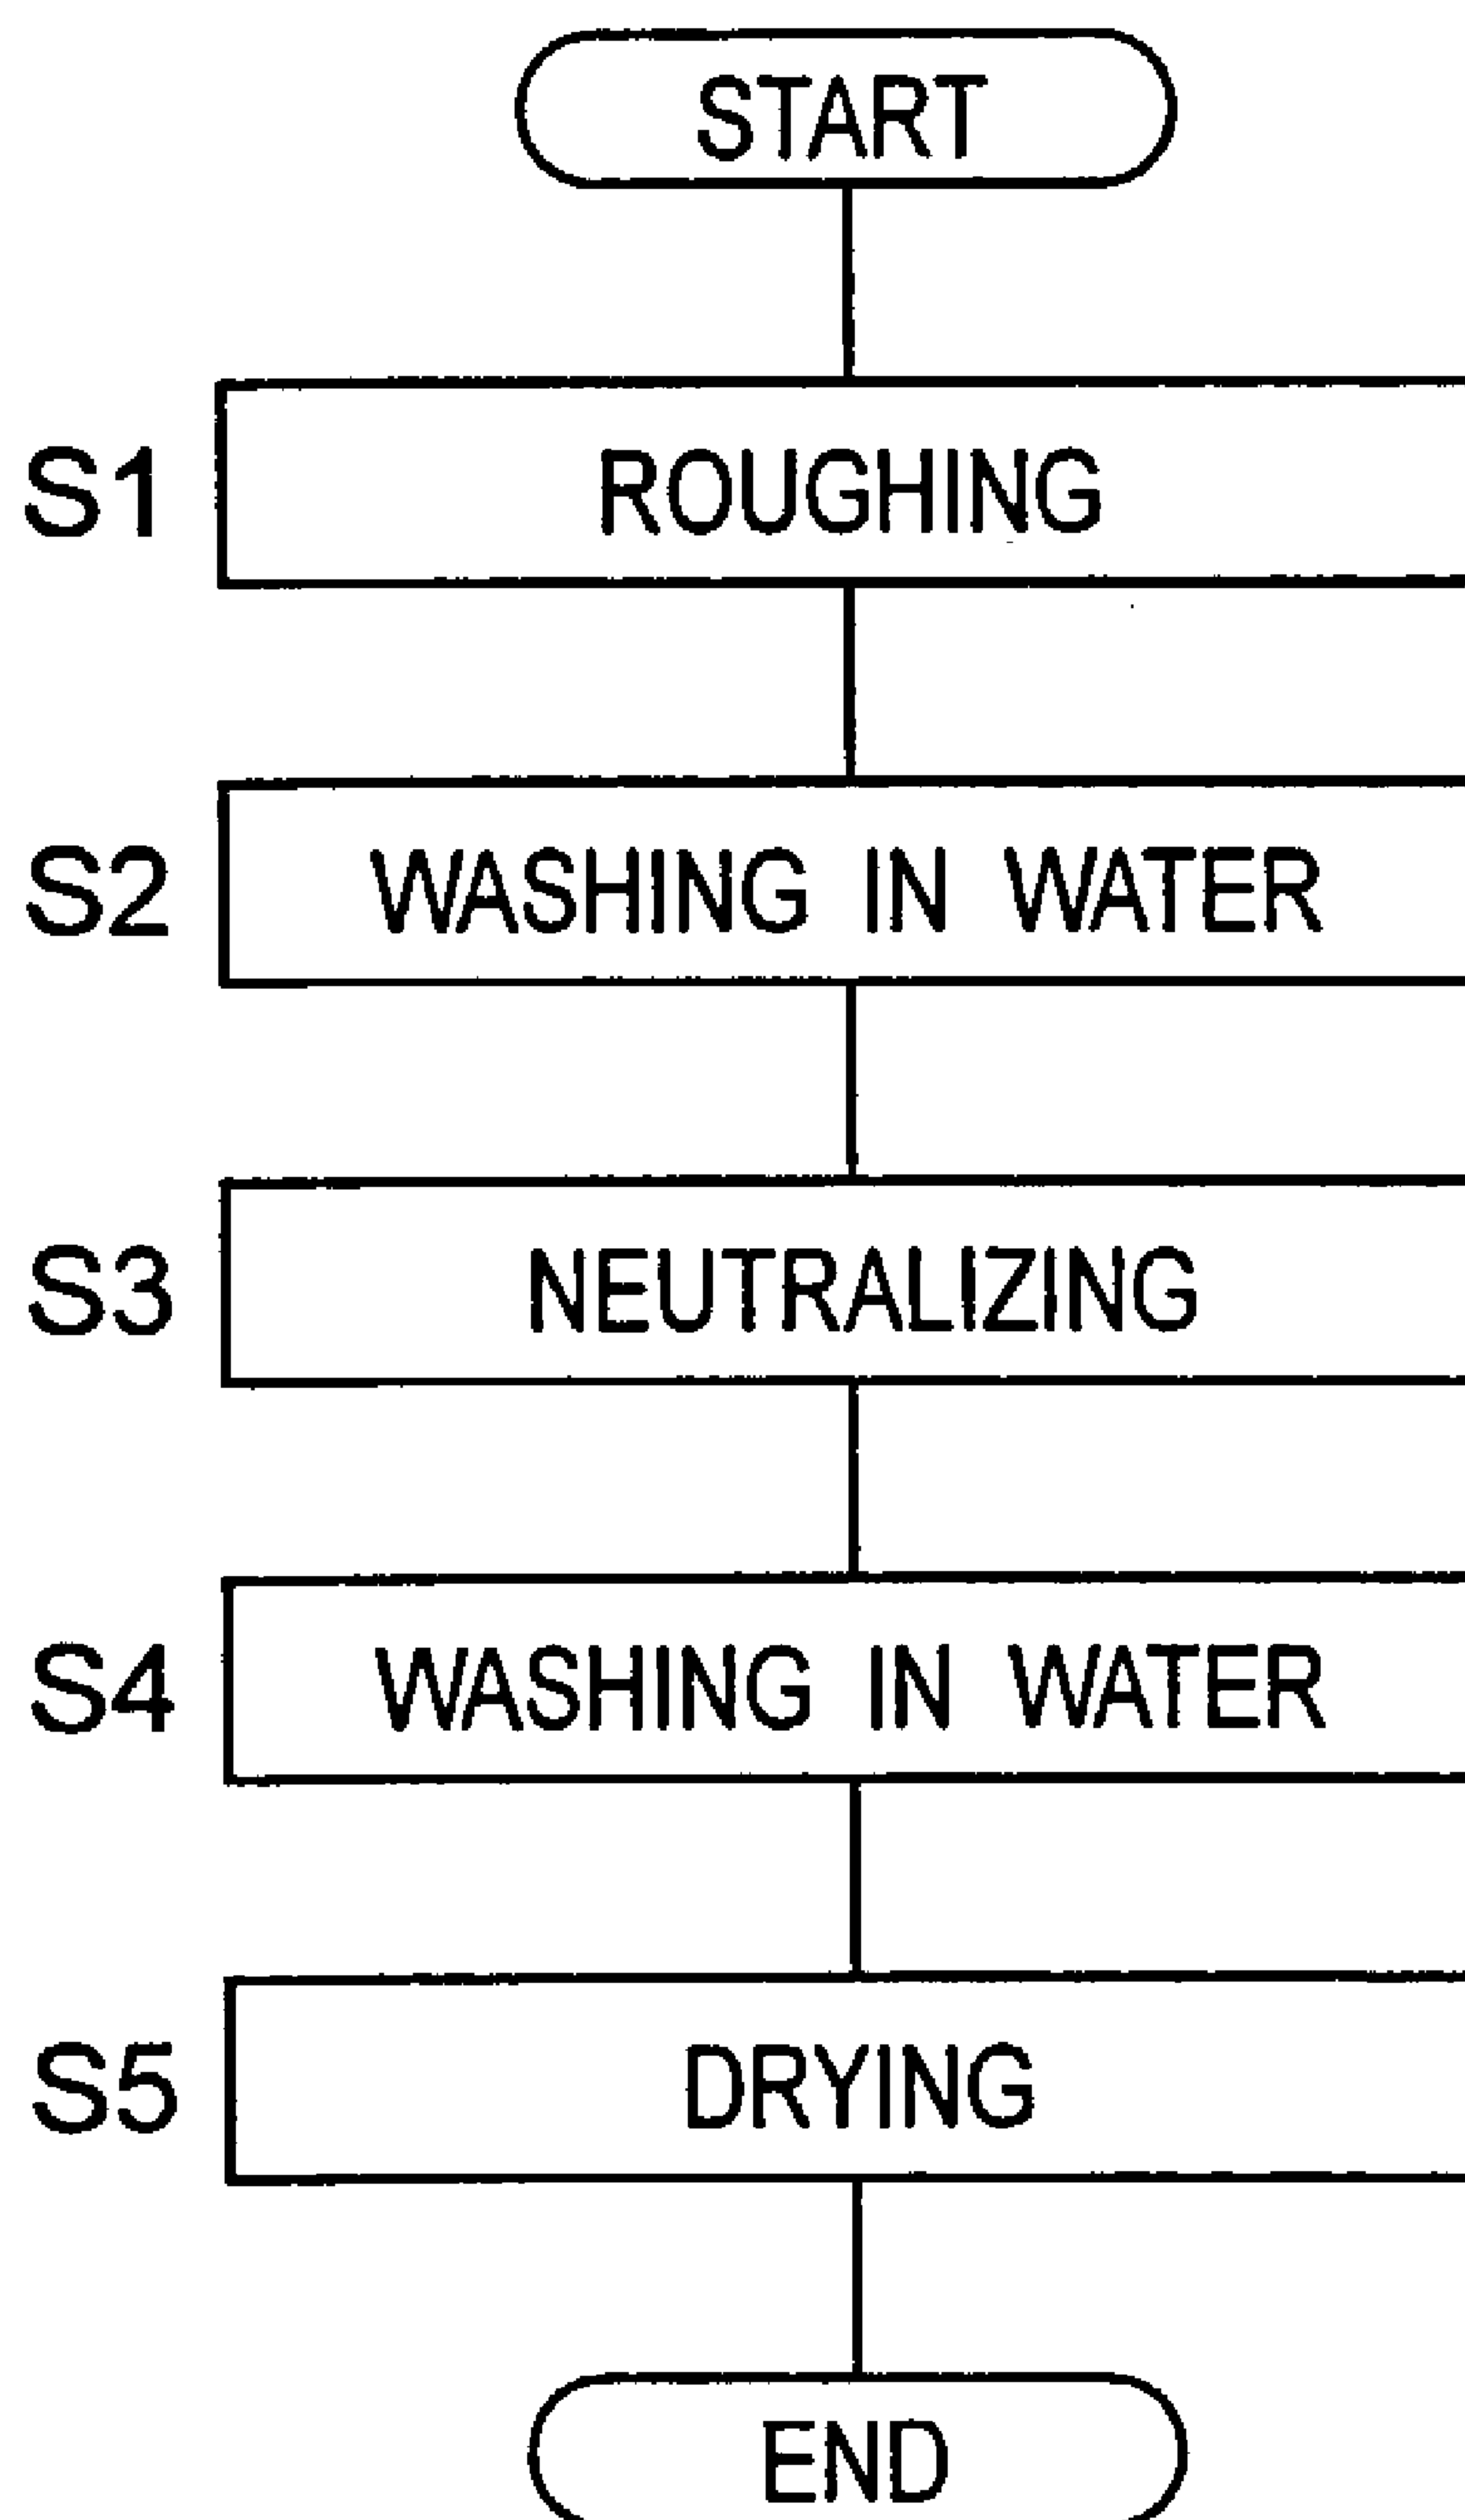 START
S1 ROUGHING
S2 WASHING IN WATER
S3 NEUTRALIZING
S4 WASHING IN WATER
S5 DRYING
END